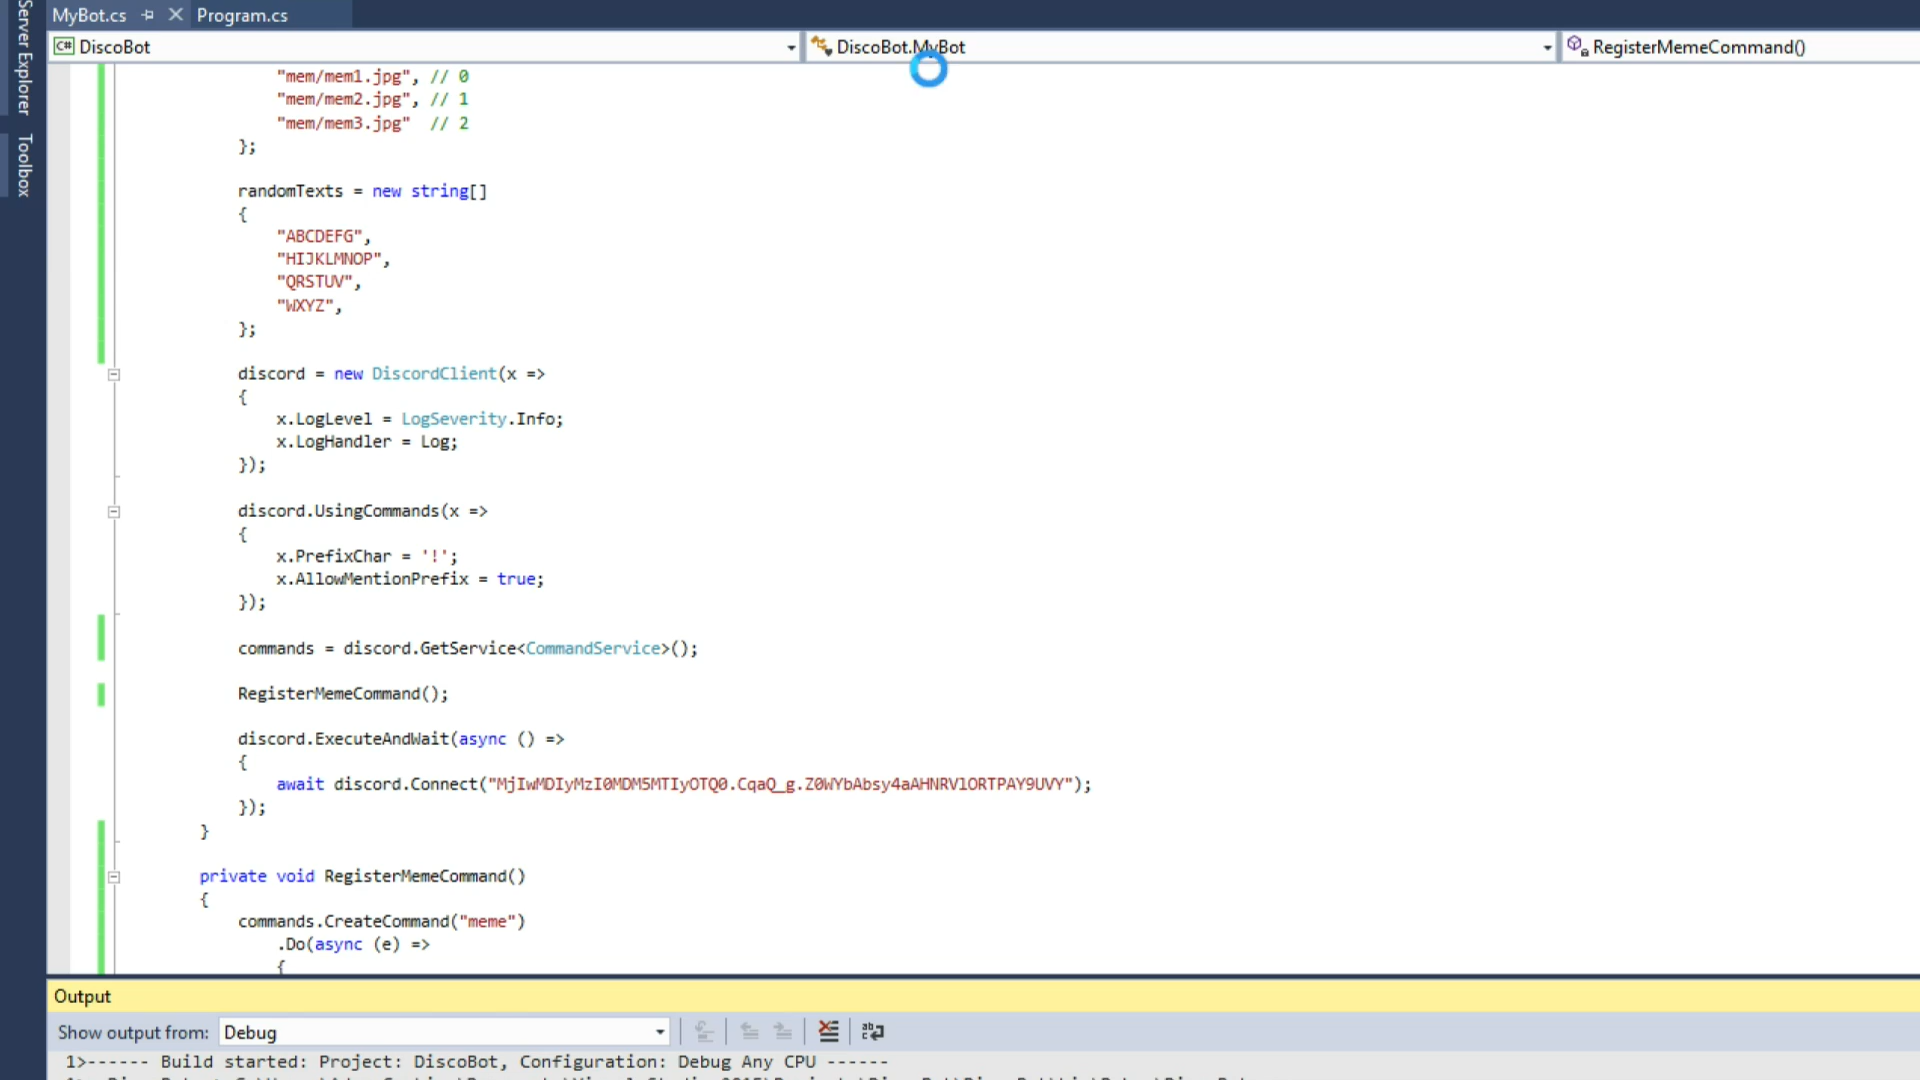 MyBot.cs Program.cs
Server Explorer
Toolbox
DiscoBot DiscoBot.MyBot RegisterMemeCommand()
"mem/mem1.jpg", // 0
"mem/mem2.jpg", // 1
"mem/mem3.jpg" // 2
};
randomTexts = new string[]
{
"ABCDEFG",
"HIJKLMNOP",
"QRSTUV",
"WXYZ",
};
discord = new DiscordClient(x =>
{
x.LogLevel = LogSeverity.Info;
x.LogHandler = Log;
});
discord.UsingCommands(x =>
{
x.PrefixChar = '!';
x.AllowMentionPrefix = true;
});
commands = discord.GetService<CommandService>();
RegisterMemeCommand();
discord.ExecuteAndWait(async () =>
{
await discord.Connect("MjIwMDIyMzI0MDM5MTIyOTQ0.CqaQ_g.Z0WYbAbsy4aAHNRVlORTPAY9UVY");
});
}
private void RegisterMemeCommand()
{
commands.CreateCommand("meme")
.Do(async (e) =>
{
Output
Show output from: Debug
1>------ Build started: Project: DiscoBot, Configuration: Debug Any CPU ------